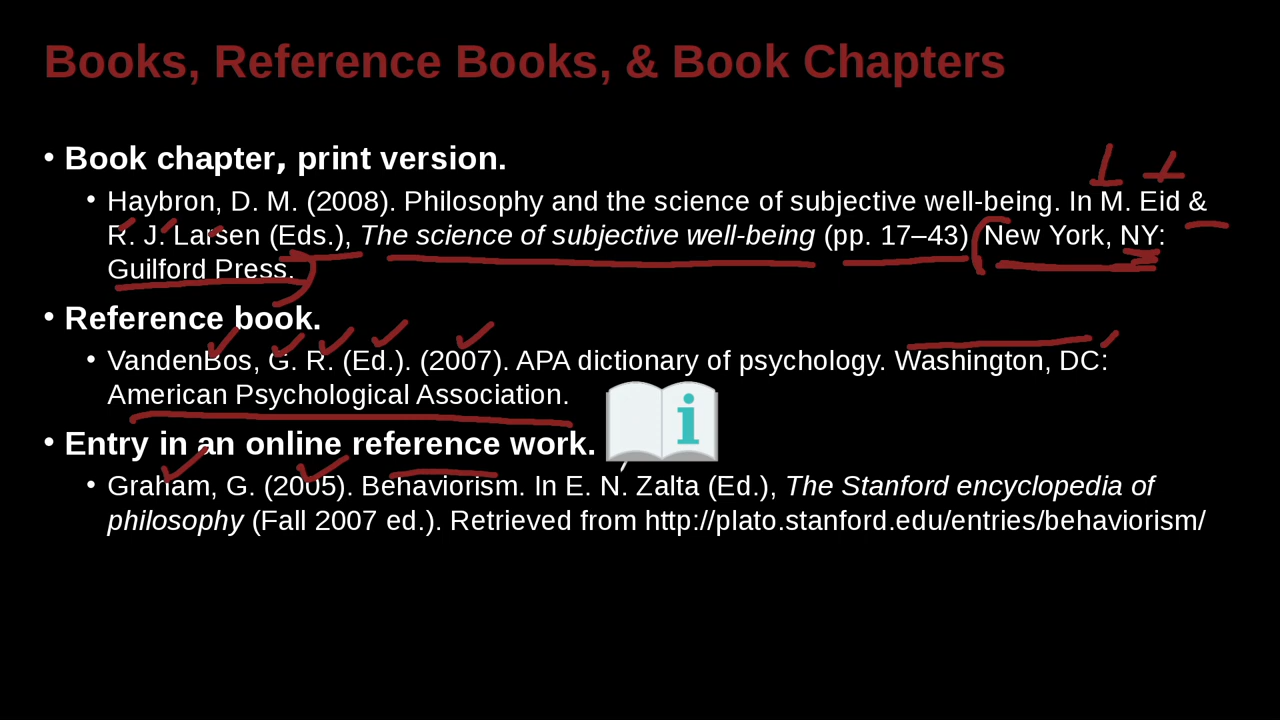 Books, Reference Books, & Book Chapters
• Book chapter, print version.
• Haybron, D. M. (2008). Philosophy and the science of subjective well-being. In M. Eid &
R. J. Larsen (Eds.), The science of subjective well-being (pp. 17–43) New York, NY:
Guilford Press.
• Reference book.
• VandenBos, G. R. (Ed.). (2007). APA dictionary of psychology. Washington, DC:
American Psychological Association.
• Entry in an online reference work.
• Graham, G. (2005). Behaviorism. In E. N. Zalta (Ed.), The Stanford encyclopedia of
philosophy (Fall 2007 ed.). Retrieved from http://plato.stanford.edu/entries/behaviorism/